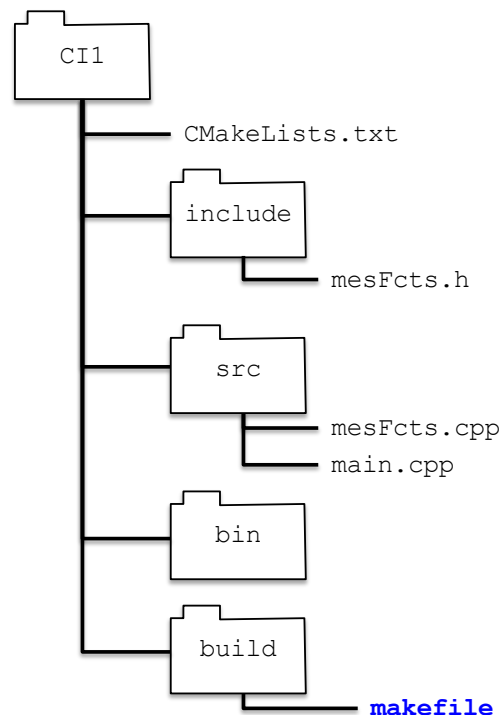 CI1
CMakeLists.txt
include
mesFcts.h
src
mesFcts.cpp
main.cpp
bin
build
makefile